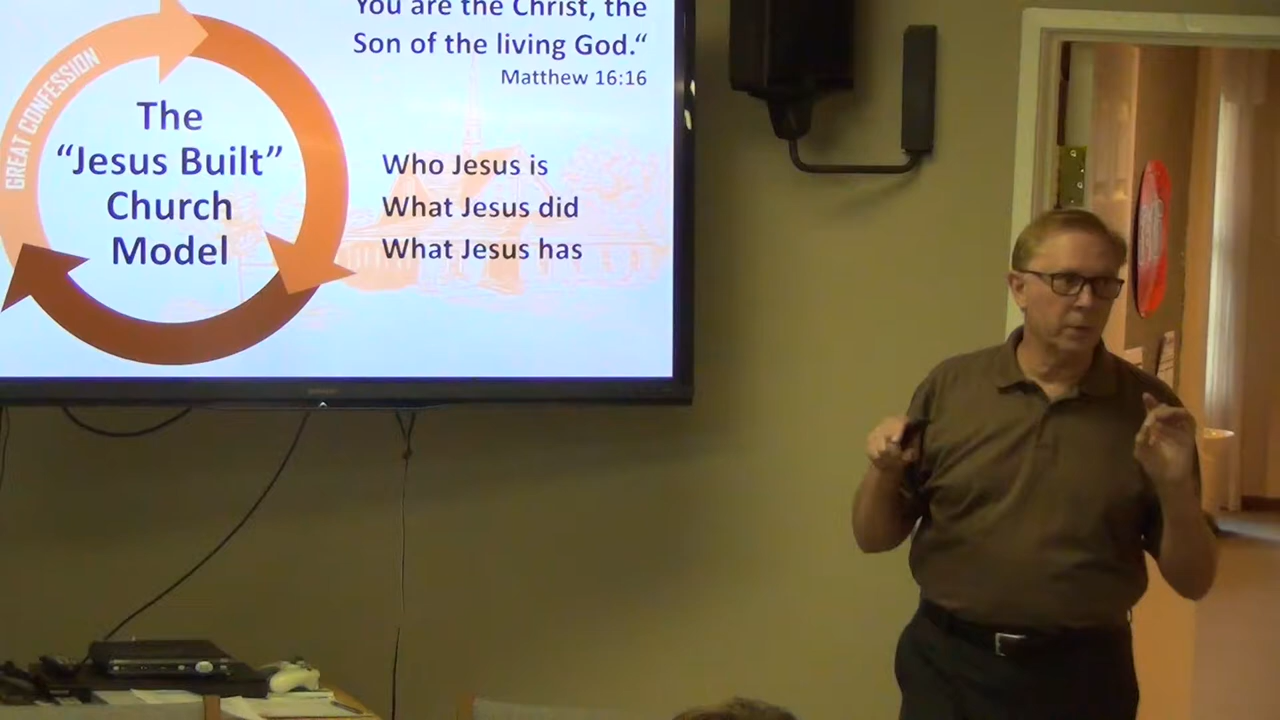 You are the Christ, the
Son of the living God.“
Matthew 16:16
GREAT CONFESSION
The
“Jesus Built”
Church
Model
Who Jesus is
What Jesus did
What Jesus has